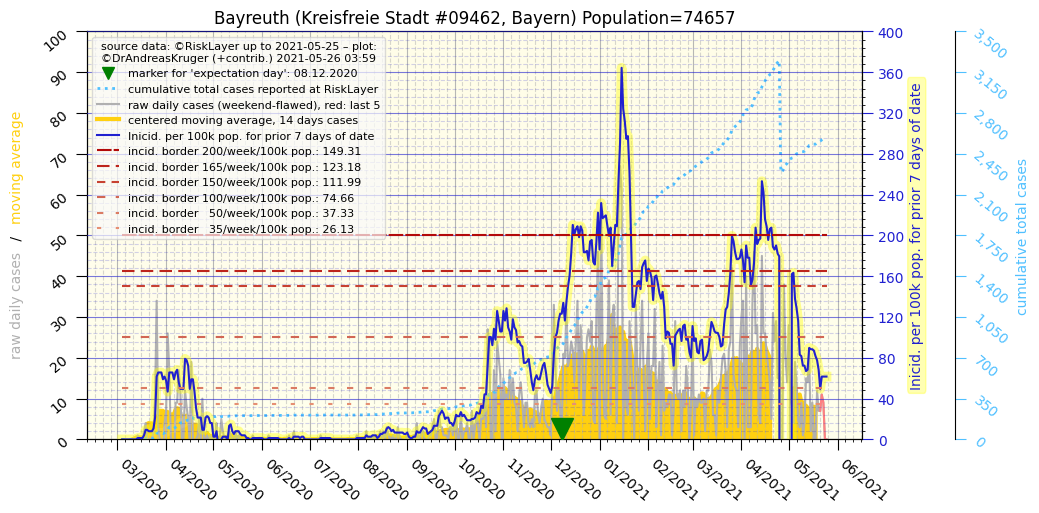 Bayreuth (Kreisfreie Stadt #09462, Bayern) Population=74657
source data: ©RiskLayer up to 2021-05-25 – plot:
©DrAndreasKruger (+contrib.) 2021-05-26 03:59
marker for 'expectation day': 08.12.2020
cumulative total cases reported at RiskLayer
raw daily cases (weekend-flawed), red: last 5
centered moving average, 14 days cases
Inicid. per 100k pop. for prior 7 days of date
incid. border 200/week/100k pop.: 149.31
incid. border 165/week/100k pop.: 123.18
incid. border 150/week/100k pop.: 111.99
incid. border 100/week/100k pop.: 74.66
incid. border   50/week/100k pop.: 37.33
incid. border   35/week/100k pop.: 26.13
raw daily cases / moving average
100
90
80
70
60
50
40
30
20
10
0
400
360
320
280
240
200
160
120
80
40
0
Inicid. per 100k pop. for prior 7 days of date
3,500
3,150
2,800
2,450
2,100
1,750
1,400
1,050
700
350
0
cumulative total cases
03/2020
04/2020
05/2020
06/2020
07/2020
08/2020
09/2020
10/2020
11/2020
12/2020
01/2021
02/2021
03/2021
04/2021
05/2021
06/2021